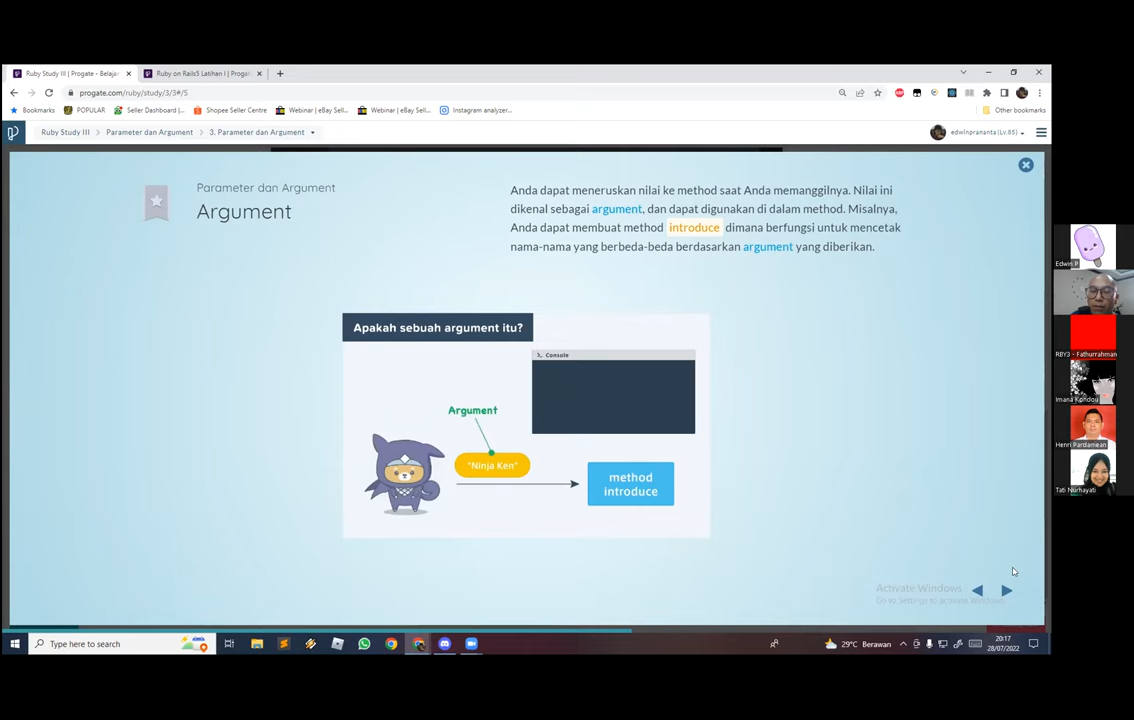 Ruby Study III | Progate - Belaja
Ruby on Rails5 Latihan I | Progat
progate.com/ruby/study/3/3#/5
Bookmarks
POPULAR
Seller Dashboard |...
Shopee Seller Centre
Webinar | eBay Sell...
Webinar | eBay Sell...
Instagram analyzer...
Other bookmarks
Ruby Study III > Parameter dan Argument > 3. Parameter dan Argument
edwinprananta (Lv.85)
Parameter dan Argument
Argument
Anda dapat meneruskan nilai ke method saat Anda memanggilnya. Nilai ini
dikenal sebagai argument, dan dapat digunakan di dalam method. Misalnya,
Anda dapat membuat method introduce dimana berfungsi untuk mencetak
nama-nama yang berbeda-beda berdasarkan argument yang diberikan.
Apakah sebuah argument itu?
Console
Argument
"Ninja Ken"
method
introduce
Edwin P
RBY3 - Fathurrahman
Imana Kondou
Henri Pardamean
Tati Nurhayati
Activate Windows
Go to Settings to activate Windows.
Type here to search
29°C Berawan
20:17
28/07/2022